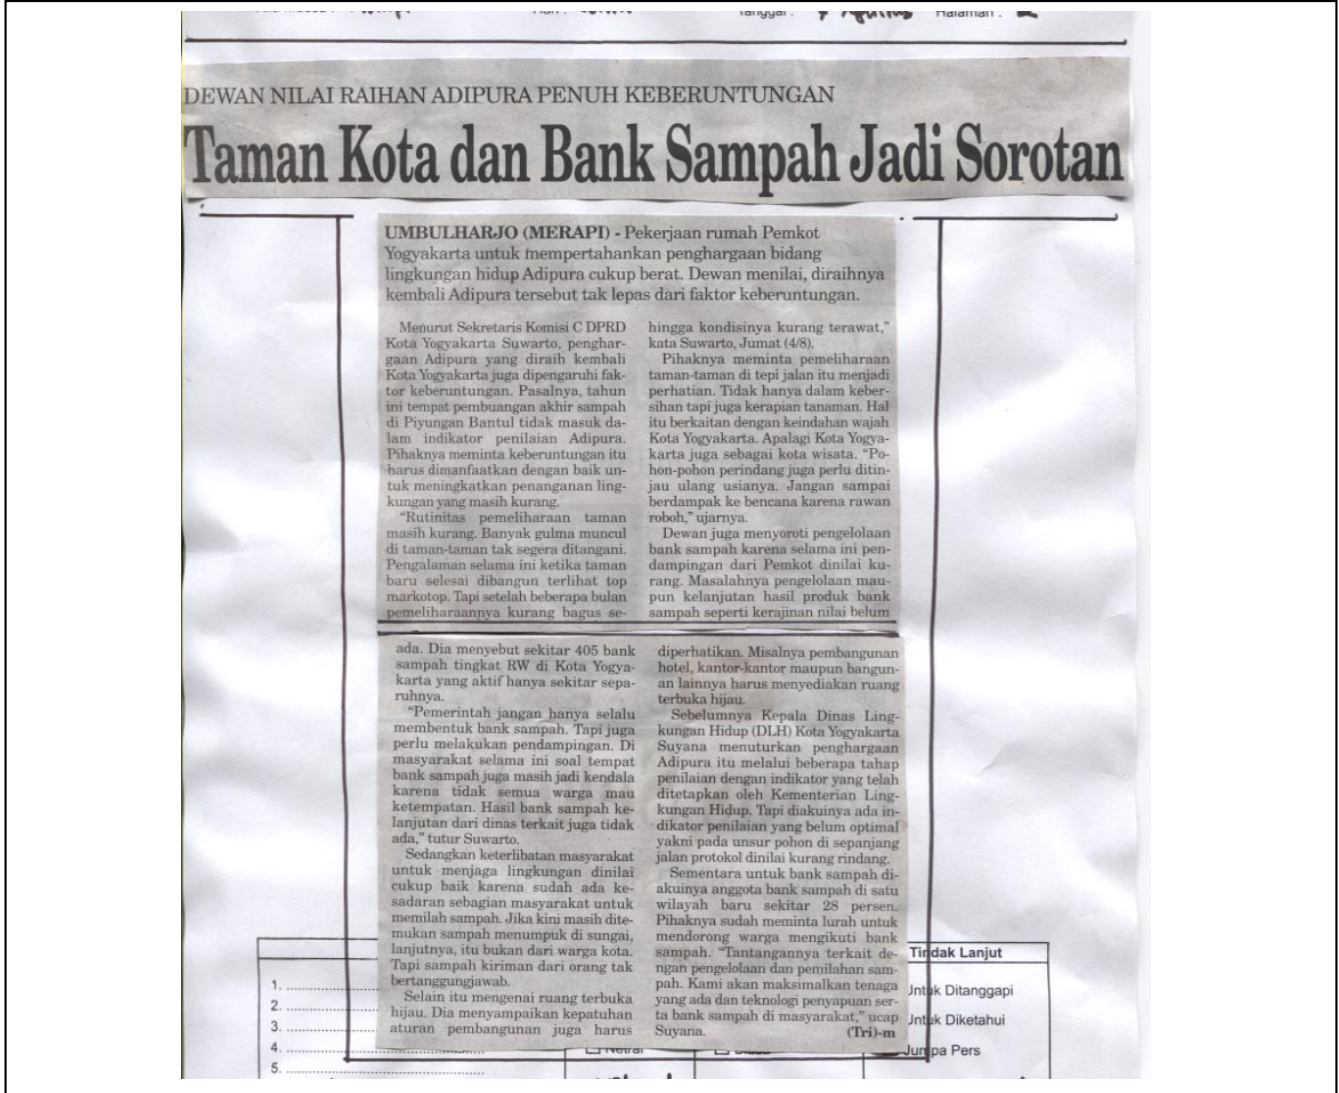 Tanggal :
Agustus
Halaman :
DEWAN NILAI RAIHAN ADIPURA PENUH KEBERUNTUNGAN
Taman Kota dan Bank Sampah Jadi Sorotan
UMBULHARJO (MERAPI) - Pekerjaan rumah Pemkot
Yogyakarta untuk mempertahankan penghargaan bidang
lingkungan hidup Adipura cukup berat. Dewan menilai, diraihnya
kembali Adipura tersebut tak lepas dari faktor keberuntungan.
Menurut Sekretaris Komisi C DPRD
Kota Yogyakarta Suwarto, penghar-
gaan Adipura yang diraih kembali
Kota Yogyakarta juga dipengaruhi fak-
tor keberuntungan. Pasalnya, tahun
ini tempat pembuangan akhir sampah
di Piyungan Bantul tidak masuk da-
lam indikator penilaian Adipura.
Pihaknya meminta keberuntungan itu
harus dimanfaatkan dengan baik un-
tuk meningkatkan penanganan ling-
kungan yang masih kurang.
"Rutinitas pemeliharaan taman
masih kurang. Banyak gulma muncul
di taman-taman tak segera ditangani.
Pengalaman selama ini ketika taman
baru selesai dibangun terlihat top
markotop. Tapi setelah beberapa bulan
pemeliharaannya kurang bagus se-
hingga kondisinya kurang terawat,"
kata Suwarto, Jumat (4/8).
Pihaknya meminta pemeliharaan
taman-taman di tepi jalan itu menjadi
perhatian. Tidak hanya dalam keber-
sihan tapi juga kerapian tanaman. Hal
itu berkaitan dengan keindahan wajah
Kota Yogyakarta. Apalagi Kota Yogya-
karta juga sebagai kota wisata. "Po-
hon-pohon perindang juga perlu ditin-
jau ulang usianya. Jangan sampai
berdampak ke bencana karena rawan
roboh," ujarnya.
Dewan juga menyoroti pengelolaan
bank sampah karena selama ini pen-
dampingan dari Pemkot dinilai ku-
rang. Masalahnya pengelolaan mau-
pun kelanjutan hasil produk bank
sampah seperti kerajinan nilai belum
ada. Dia menyebut sekitar 405 bank
sampah tingkat RW di Kota Yogya-
karta yang aktif hanya sekitar sepa-
ruhnya.
"Pemerintah jangan hanya selalu
membentuk bank sampah. Tapi juga
perlu melakukan pendampingan. Di
masyarakat selama ini soal tempat
bank sampah juga masih jadi kendala
karena tidak semua warga mau
ketempatan. Hasil bank sampah ke-
lanjutan dari dinas terkait juga tidak
ada," tutur Suwarto.
Sedangkan keterlibatan masyarakat
untuk menjaga lingkungan dinilai
cukup baik karena sudah ada ke-
sadaran sebagian masyarakat untuk
memilah sampah. Jika kini masih dite-
mukan sampah menumpuk di sungai,
lanjutnya, itu bukan dari warga kota.
Tapi sampah kiriman dari orang tak
bertanggungjawab.
Selain itu mengenai ruang terbuka
hijau. Dia menyampaikan kepatuhan
aturan pembangunan juga harus
diperhatikan. Misalnya pembangunan
hotel, kantor-kantor maupun bangun-
an lainnya harus menyediakan ruang
terbuka hijau.
Sebelumnya Kepala Dinas Ling-
kungan Hidup (DLH) Kota Yogyakarta
Suyana menuturkan penghargaan
Adipura itu melalui beberapa tahap
penilaian dengan indikator yang telah
ditetapkan oleh Kementerian Ling-
kungan Hidup. Tapi diakuinya ada in-
dikator penilaian yang belum optimal
yakni pada unsur pohon di sepanjang
jalan protokol dinilai kurang rindang.
Sementara untuk bank sampah di-
akuinya anggota bank sampah di satu
wilayah baru sekitar 28 persen.
Pihaknya sudah meminta lurah untuk
mendorong warga mengikuti bank
sampah. "Tantangannya terkait de-
ngan pengelolaan dan pemilahan sam-
pah. Kami akan maksimalkan tenaga
yang ada dan teknologi penyapuan ser-
ta bank sampah di masyarakat," ucap
Suyana. (Tri)-m
Tindak Lanjut
Untuk Ditanggapi
Untuk Diketahui
Jumpa Pers
1.
2.
3.
4.
5.
Netral